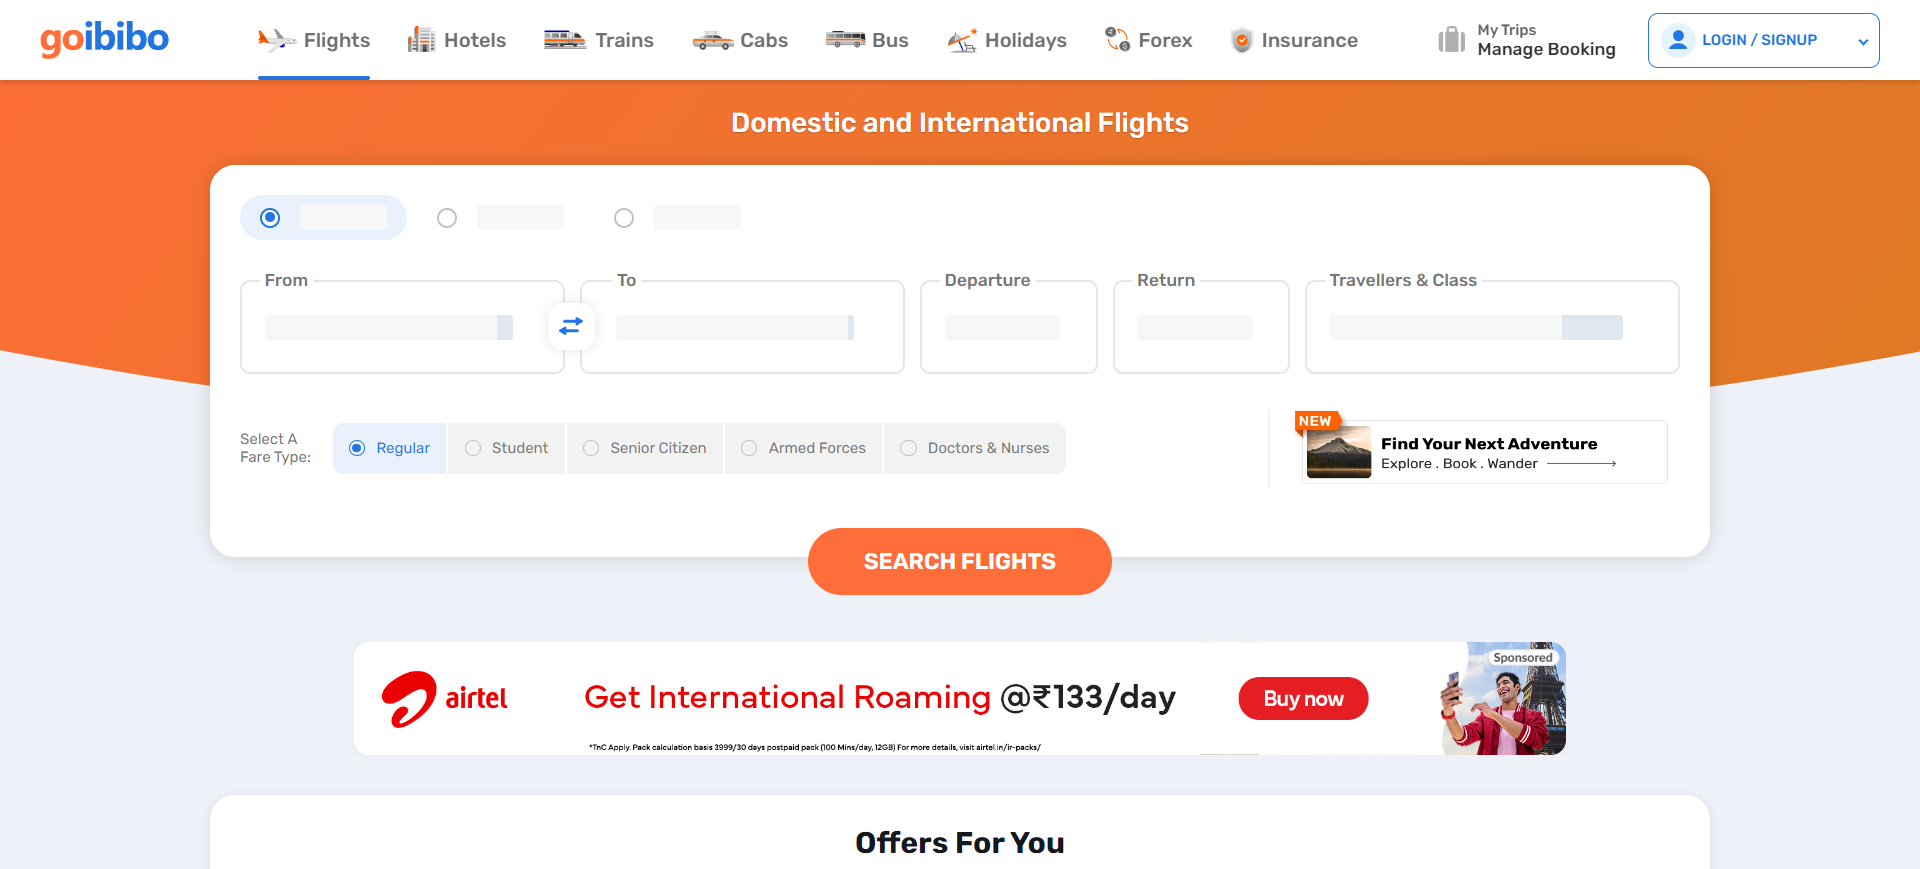 goibibo
Flights
Hotels
Trains
Cabs
Bus
Holidays
Forex
Insurance
My Trips
Manage Booking
LOGIN / SIGNUP
Domestic and International Flights
From
To
Departure
Return
Travellers & Class
Select A
Fare Type:
Regular
Student
Senior Citizen
Armed Forces
Doctors & Nurses
NEW
Find Your Next Adventure
Explore . Book . Wander
SEARCH FLIGHTS
airtel
Get International Roaming @₹133/day
*TnC Apply. Pack calculation basis 3999/30 days postpaid pack (100 Mins/day, 12GB) For more details, visit airtel.in/ir-packs/
Buy now
Sponsored
Offers For You